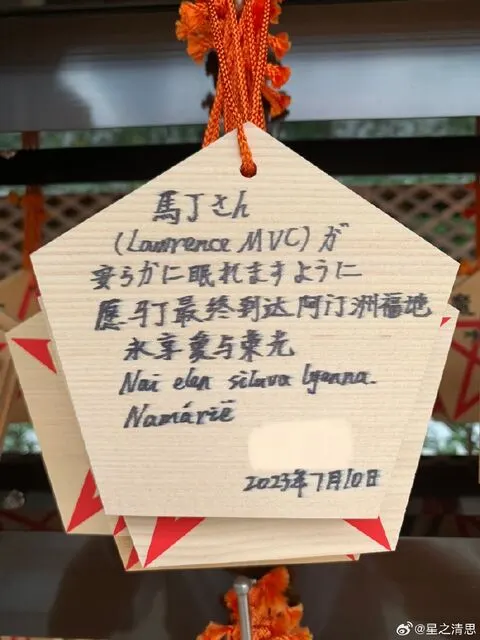 馬丁さん
(Lawrence MVC)が
安らかに眠れますように
愿马丁最终到达阿汀洲福地
永享爱与荣光
Nai elen siluva lyenna.
Namárië
2023年7月10日
@星之清思